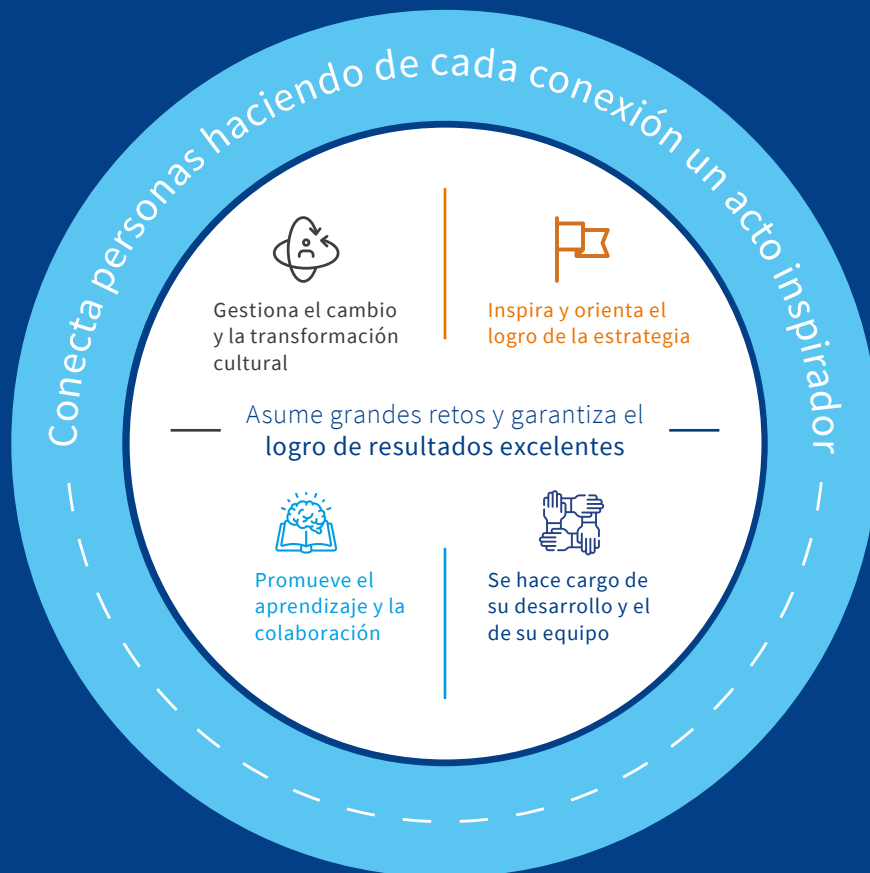 Conecta personas haciendo de cada conexión un acto inspirador
Gestiona el cambio
y la transformación
cultural
Inspira y orienta el
logro de la estrategia
Asume grandes retos y garantiza el
logro de resultados excelentes
Promueve el
aprendizaje y la
colaboración
Se hace cargo de
su desarrollo y el
de su equipo